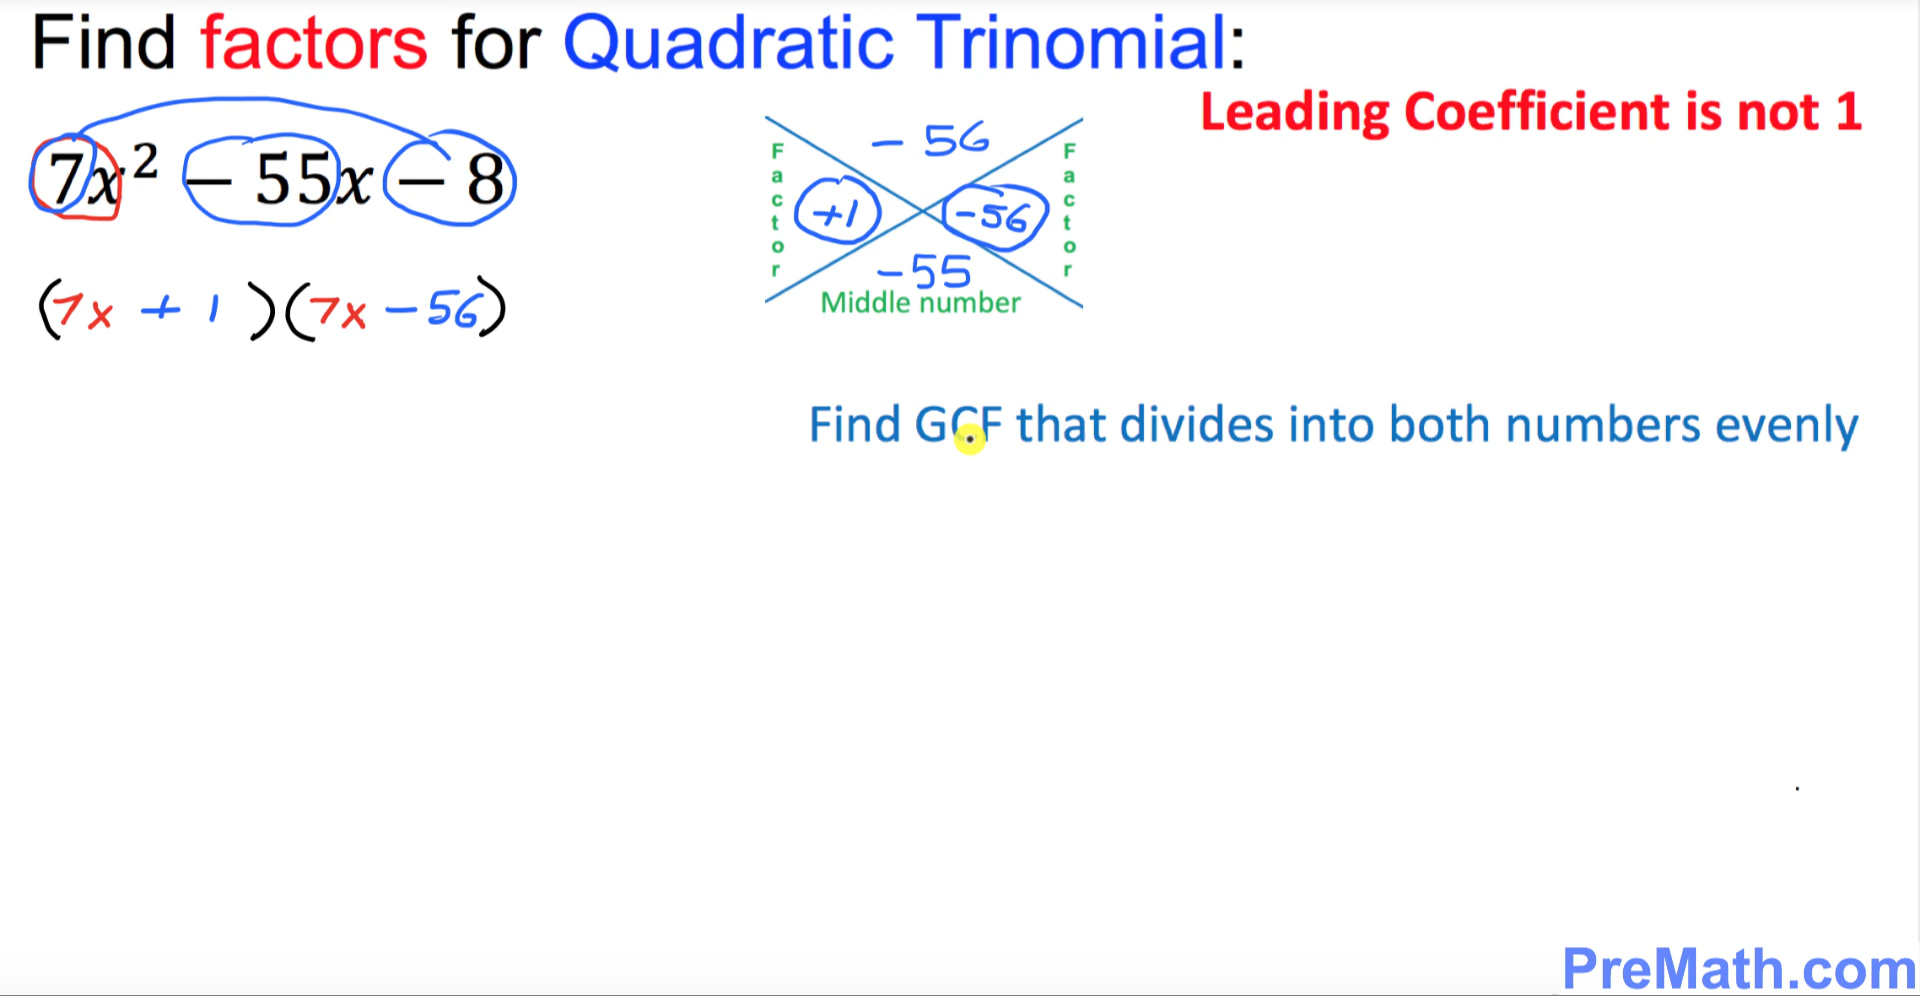 Find factors for Quadratic Trinomial:
Leading Coefficient is not 1
7x² − 55x − 8
− 56
Factor
+1
−56
Factor
−55
Middle number
(7x + 1)(7x − 56)
Find GCF that divides into both numbers evenly
PreMath.com